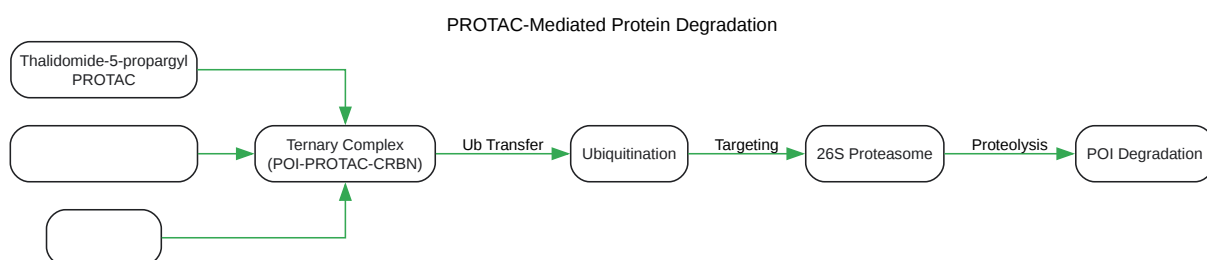 PROTAC-Mediated Protein Degradation
Thalidomide-5-propargyl
PROTAC
Ternary Complex
(POI-PROTAC-CRBN)
Ub Transfer
Ubiquitination
Targeting
26S Proteasome
Proteolysis
POI Degradation